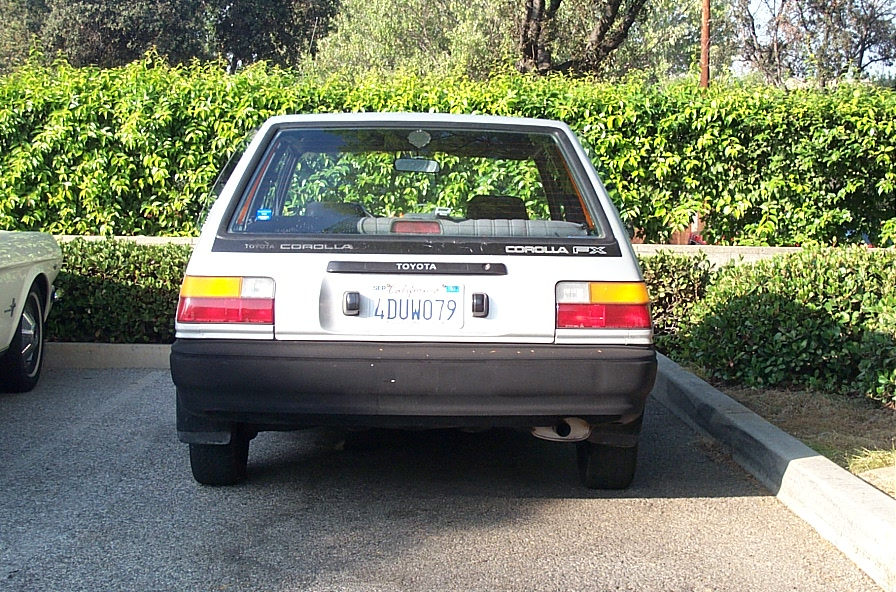 TOYOTA COROLLA COROLLA FX
TOYOTA
SEP California
4DUW079